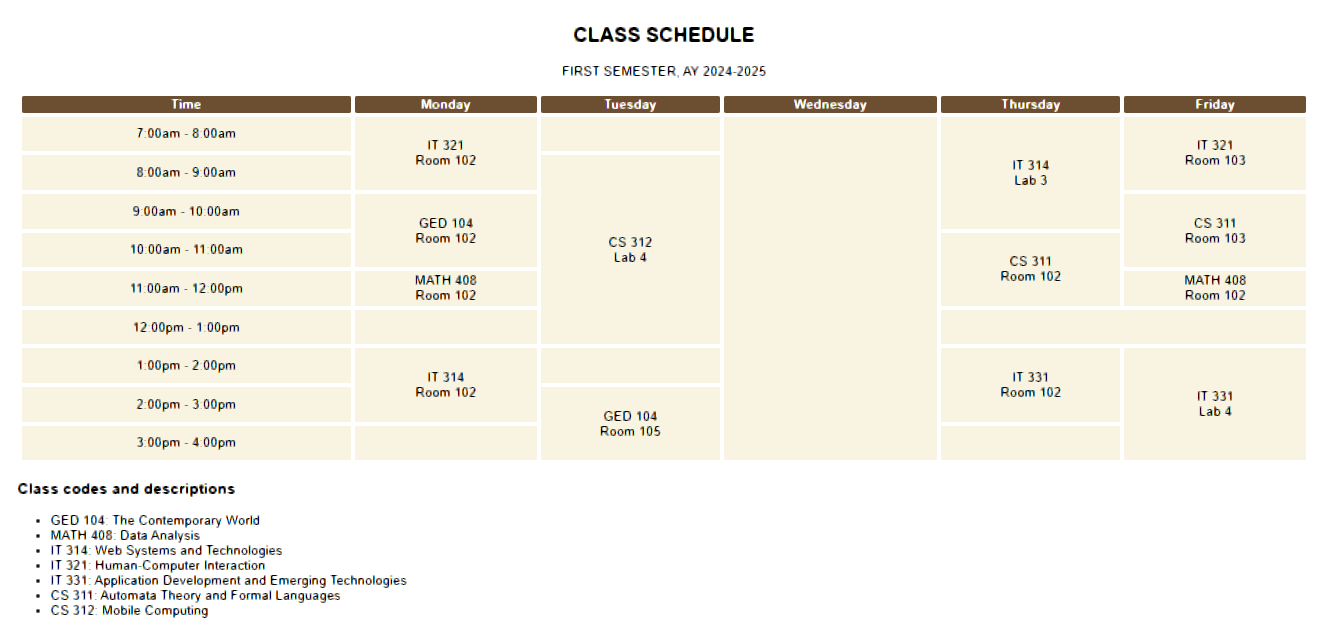 CLASS SCHEDULE
FIRST SEMESTER, AY 2024-2025
Time Monday Tuesday Wednesday Thursday Friday
7:00am - 8:00am
IT 321
Room 102
IT 314
Lab 3
IT 321
Room 103
8:00am - 9:00am
CS 312
Lab 4
9:00am - 10:00am
GED 104
Room 102
CS 311
Room 103
10:00am - 11:00am
CS 311
Room 102
11:00am - 12:00pm
MATH 408
Room 102
MATH 408
Room 102
12:00pm - 1:00pm
1:00pm - 2:00pm
IT 314
Room 102
IT 331
Room 102
IT 331
Lab 4
2:00pm - 3:00pm
GED 104
Room 105
3:00pm - 4:00pm
Class codes and descriptions
• GED 104: The Contemporary World
• MATH 408: Data Analysis
• IT 314: Web Systems and Technologies
• IT 321: Human-Computer Interaction
• IT 331: Application Development and Emerging Technologies
• CS 311: Automata Theory and Formal Languages
• CS 312: Mobile Computing